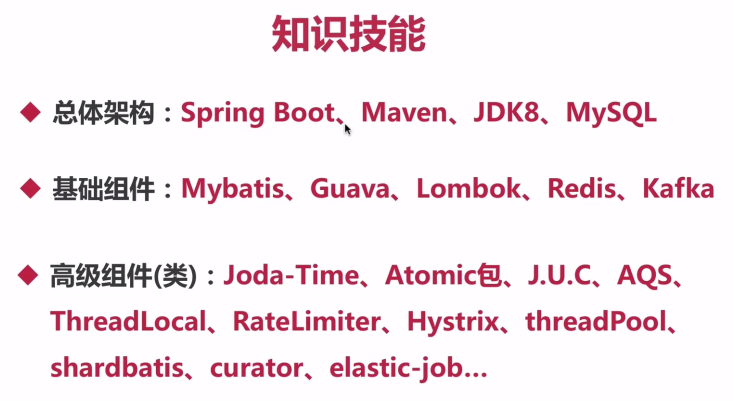 知识技能
总体架构：Spring Boot、Maven、JDK8、MySQL
基础组件：Mybatis、Guava、Lombok、Redis、Kafka
高级组件(类)：Joda-Time、Atomic包、J.U.C、AQS、
ThreadLocal、RateLimiter、Hystrix、threadPool、
shardbatis、curator、elastic-job...